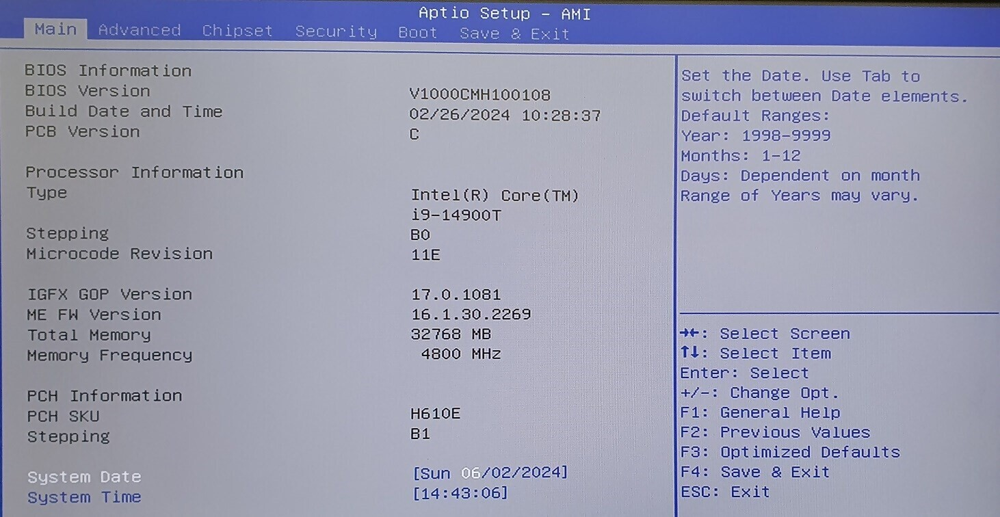 Aptio Setup – AMI
Main Advanced Chipset Security Boot Save & Exit
BIOS Information
BIOS Version V1000CMH100108
Build Date and Time 02/26/2024 10:28:37
PCB Version C
Processor Information
Type Intel(R) Core(TM)
i9-14900T
Stepping B0
Microcode Revision 11E
IGFX GOP Version 17.0.1081
ME FW Version 16.1.30.2269
Total Memory 32768 MB
Memory Frequency 4800 MHz
PCH Information
PCH SKU H610E
Stepping B1
System Date [Sun 06/02/2024]
System Time [14:43:06]
Set the Date. Use Tab to
switch between Date elements.
Default Ranges:
Year: 1998-9999
Months: 1-12
Days: Dependent on month
Range of Years may vary.
→←: Select Screen
↑↓: Select Item
Enter: Select
+/-: Change Opt.
F1: General Help
F2: Previous Values
F3: Optimized Defaults
F4: Save & Exit
ESC: Exit